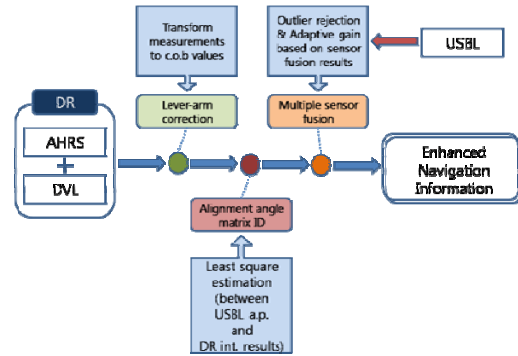 Transform
measurements
to c.o.b values
Outlier rejection
& Adaptive gain
based on sensor
fusion results
USBL
DR
AHRS
DVL
Lever-arm
correction
Multiple sensor
fusion
Enhanced
Navigation
Information
Alignment angle
matrix ID
Least square
estimation
(between
USBL a.p.
and
DR int. results)